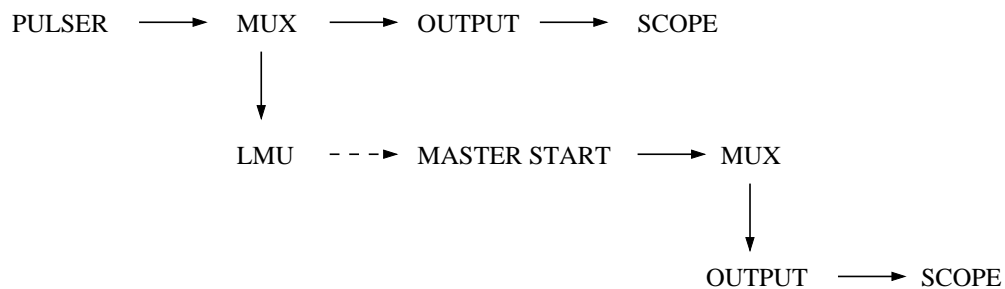 PULSER MUX OUTPUT SCOPE
LMU MASTER START MUX
OUTPUT SCOPE